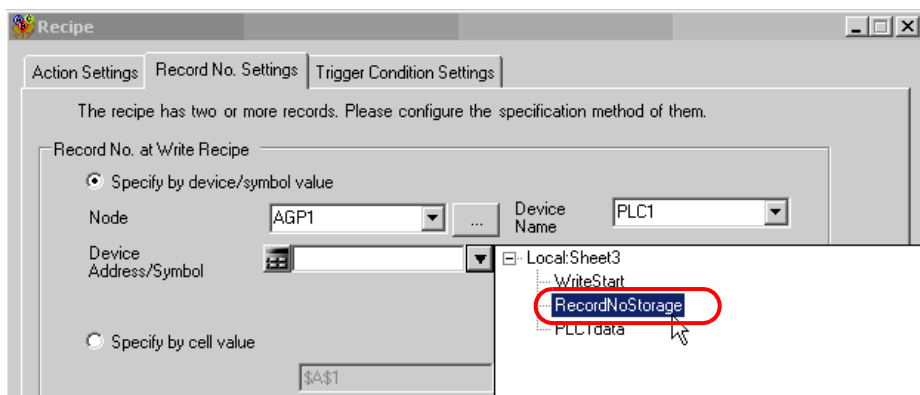 Recipe
Action Settings Record No. Settings Trigger Condition Settings
The recipe has two or more records. Please configure the specification method of them.
Record No. at Write Recipe
Specify by device/symbol value
Node AGP1 ... Device Name PLC1
Device Address/Symbol
Local:Sheet3
WriteStart
RecordNoStorage
PLC1data
Specify by cell value
$A$1